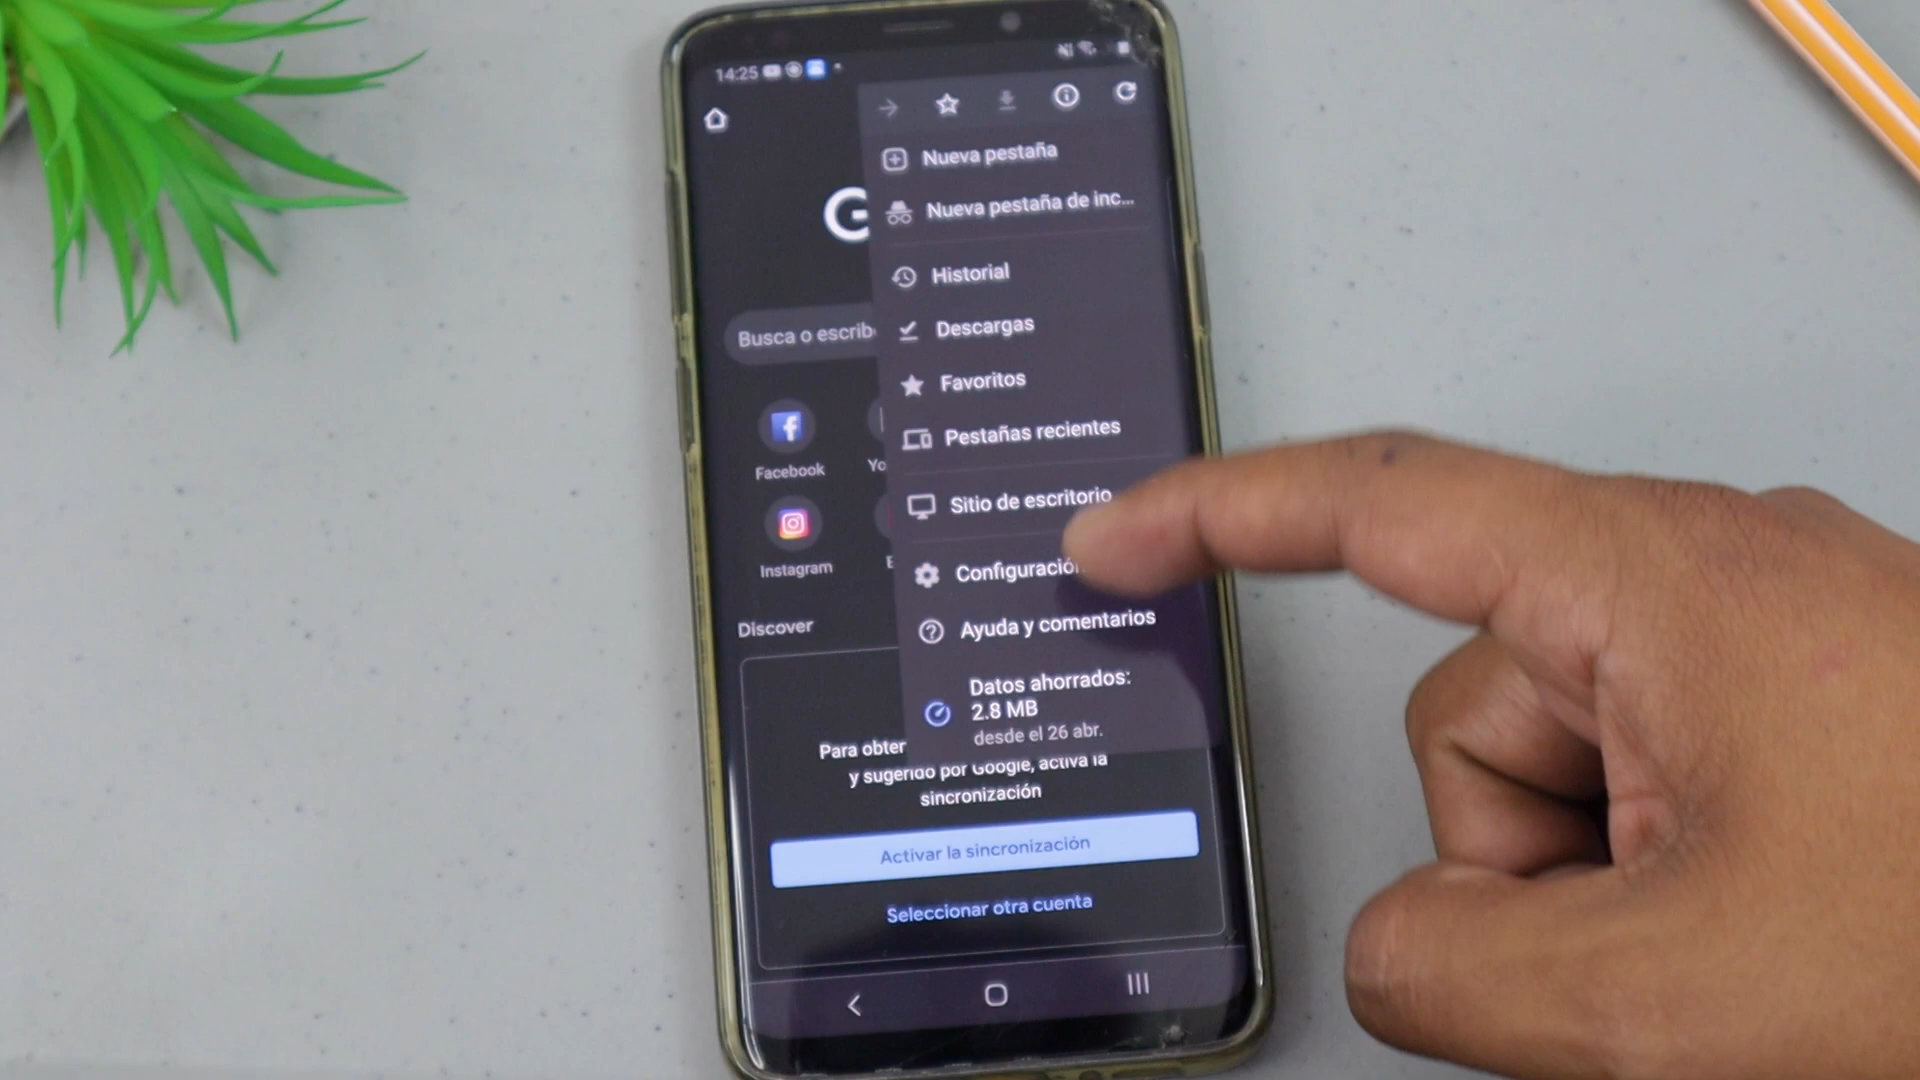 14:25
Nueva pestaña
Nueva pestaña de inc...
Historial
Busca o escrib
Descargas
Favoritos
Pestañas recientes
Facebook
Yo
Sitio de escritorio
Instagram
E
Configuración
Ayuda y comentarios
Discover
Datos ahorrados:
2.8 MB
desde el 26 abr.
Para obter
y sugerido por Google, activa la
sincronización
Activar la sincronización
Seleccionar otra cuenta